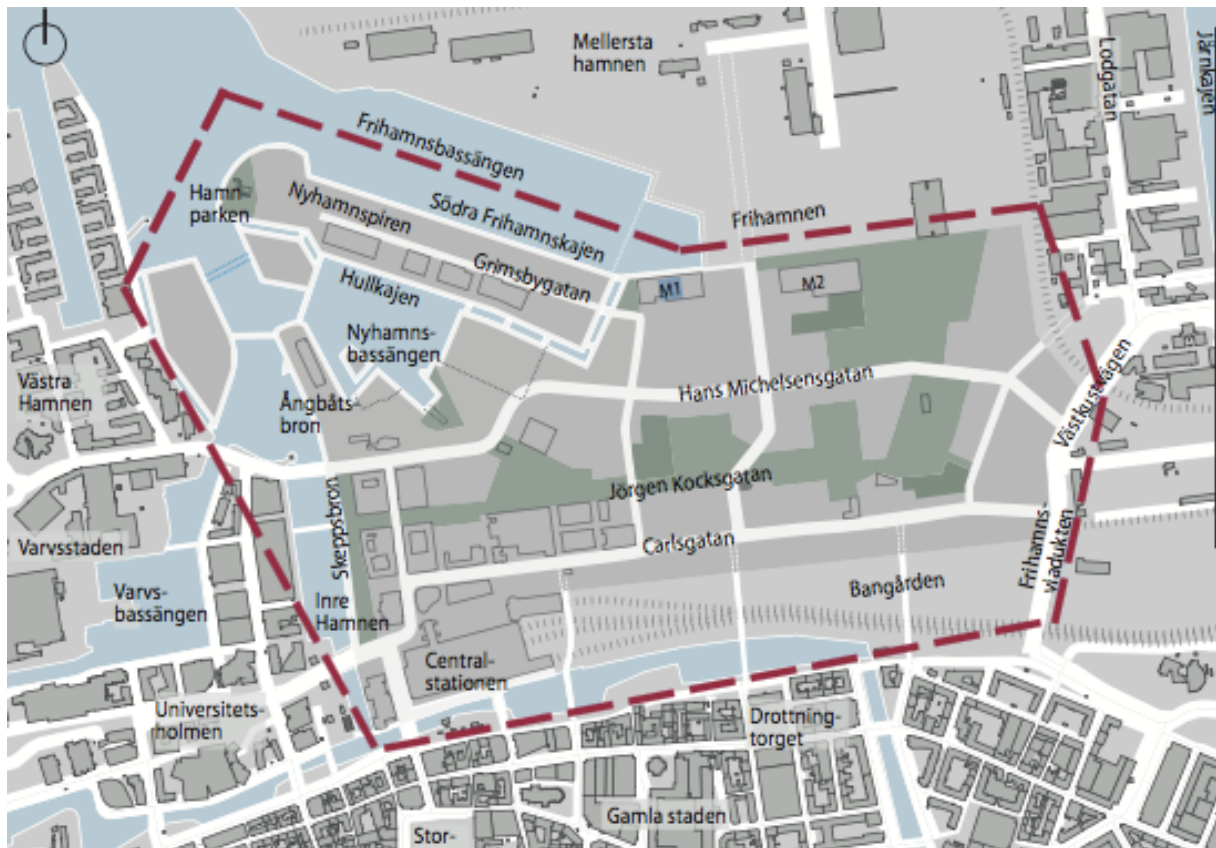 Mellersta
hamnen
Lodgatan
Järnkajen
Frihamnsbassängen
Hamn-
parken
Nyhamnspiren
Södra Frihamnskajen
Frihamnen
Grimsbygatan
Hullkajen
M1
M2
Nyhamns-
bassängen
Västra
Hamnen
Ångbåts-
bron
Hans Michelsensgatan
Västkustvägen
Jörgen Kocksgatan
Skeppsbron
Varvsstaden
Carlsgatan
Frihamns-
viadukten
Varvs-
bassängen
Inre
Hamnen
Bangården
Central-
stationen
Universitets-
holmen
Drottning-
torget
Gamla staden
Stor-